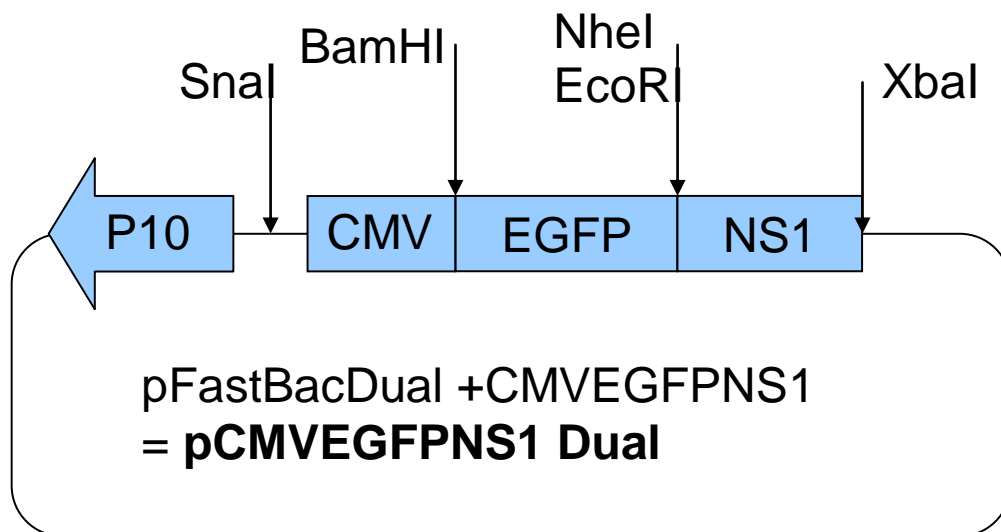 SnaI
BamHI
NheI
EcoRI
XbaI
P10
CMV
EGFP
NS1
pFastBacDual +CMVEGFPNS1
= pCMVEGFPNS1 Dual